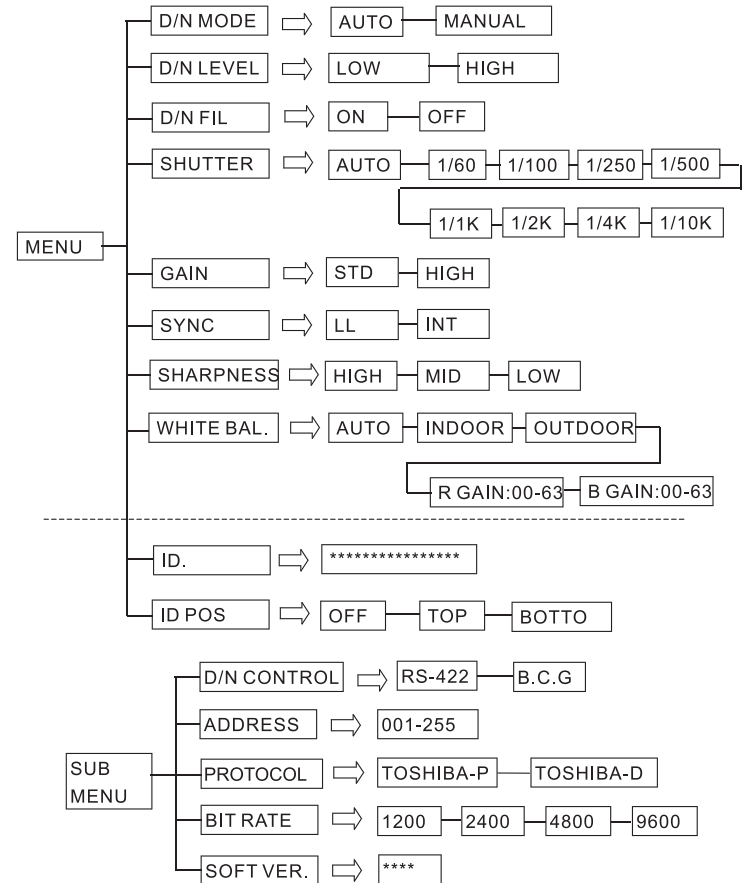 D/N MODE AUTO MANUAL
D/N LEVEL LOW HIGH
D/N FIL ON OFF
SHUTTER AUTO 1/60 1/100 1/250 1/500
1/1K 1/2K 1/4K 1/10K
MENU
GAIN STD HIGH
SYNC LL INT
SHARPNESS HIGH MID LOW
WHITE BAL. AUTO INDOOR OUTDOOR
R GAIN:00-63 B GAIN:00-63
ID. ****************
ID POS OFF TOP BOTTO
D/N CONTROL RS-422 B.C.G
ADDRESS 001-255
SUB
MENU
PROTOCOL TOSHIBA-P TOSHIBA-D
BIT RATE 1200 2400 4800 9600
SOFT VER. ****